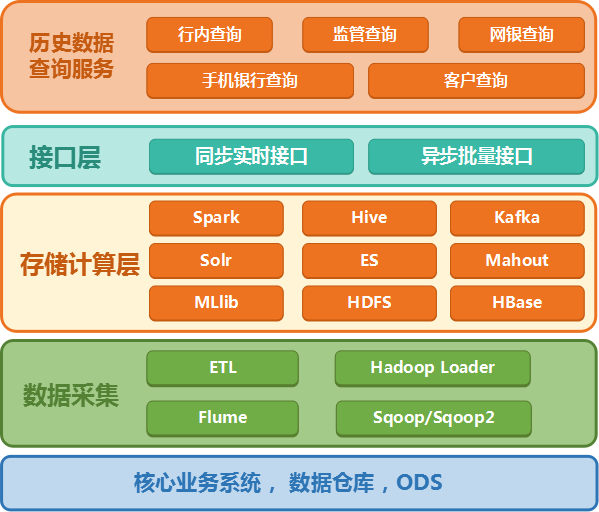 历史数据
查询服务
行内查询
监管查询
网银查询
手机银行查询
客户查询
接口层
同步实时接口
异步批量接口
存储计算层
Spark
Hive
Kafka
Solr
ES
Mahout
MLlib
HDFS
HBase
数据采集
ETL
Hadoop Loader
Flume
Sqoop/Sqoop2
核心业务系统，数据仓库，ODS